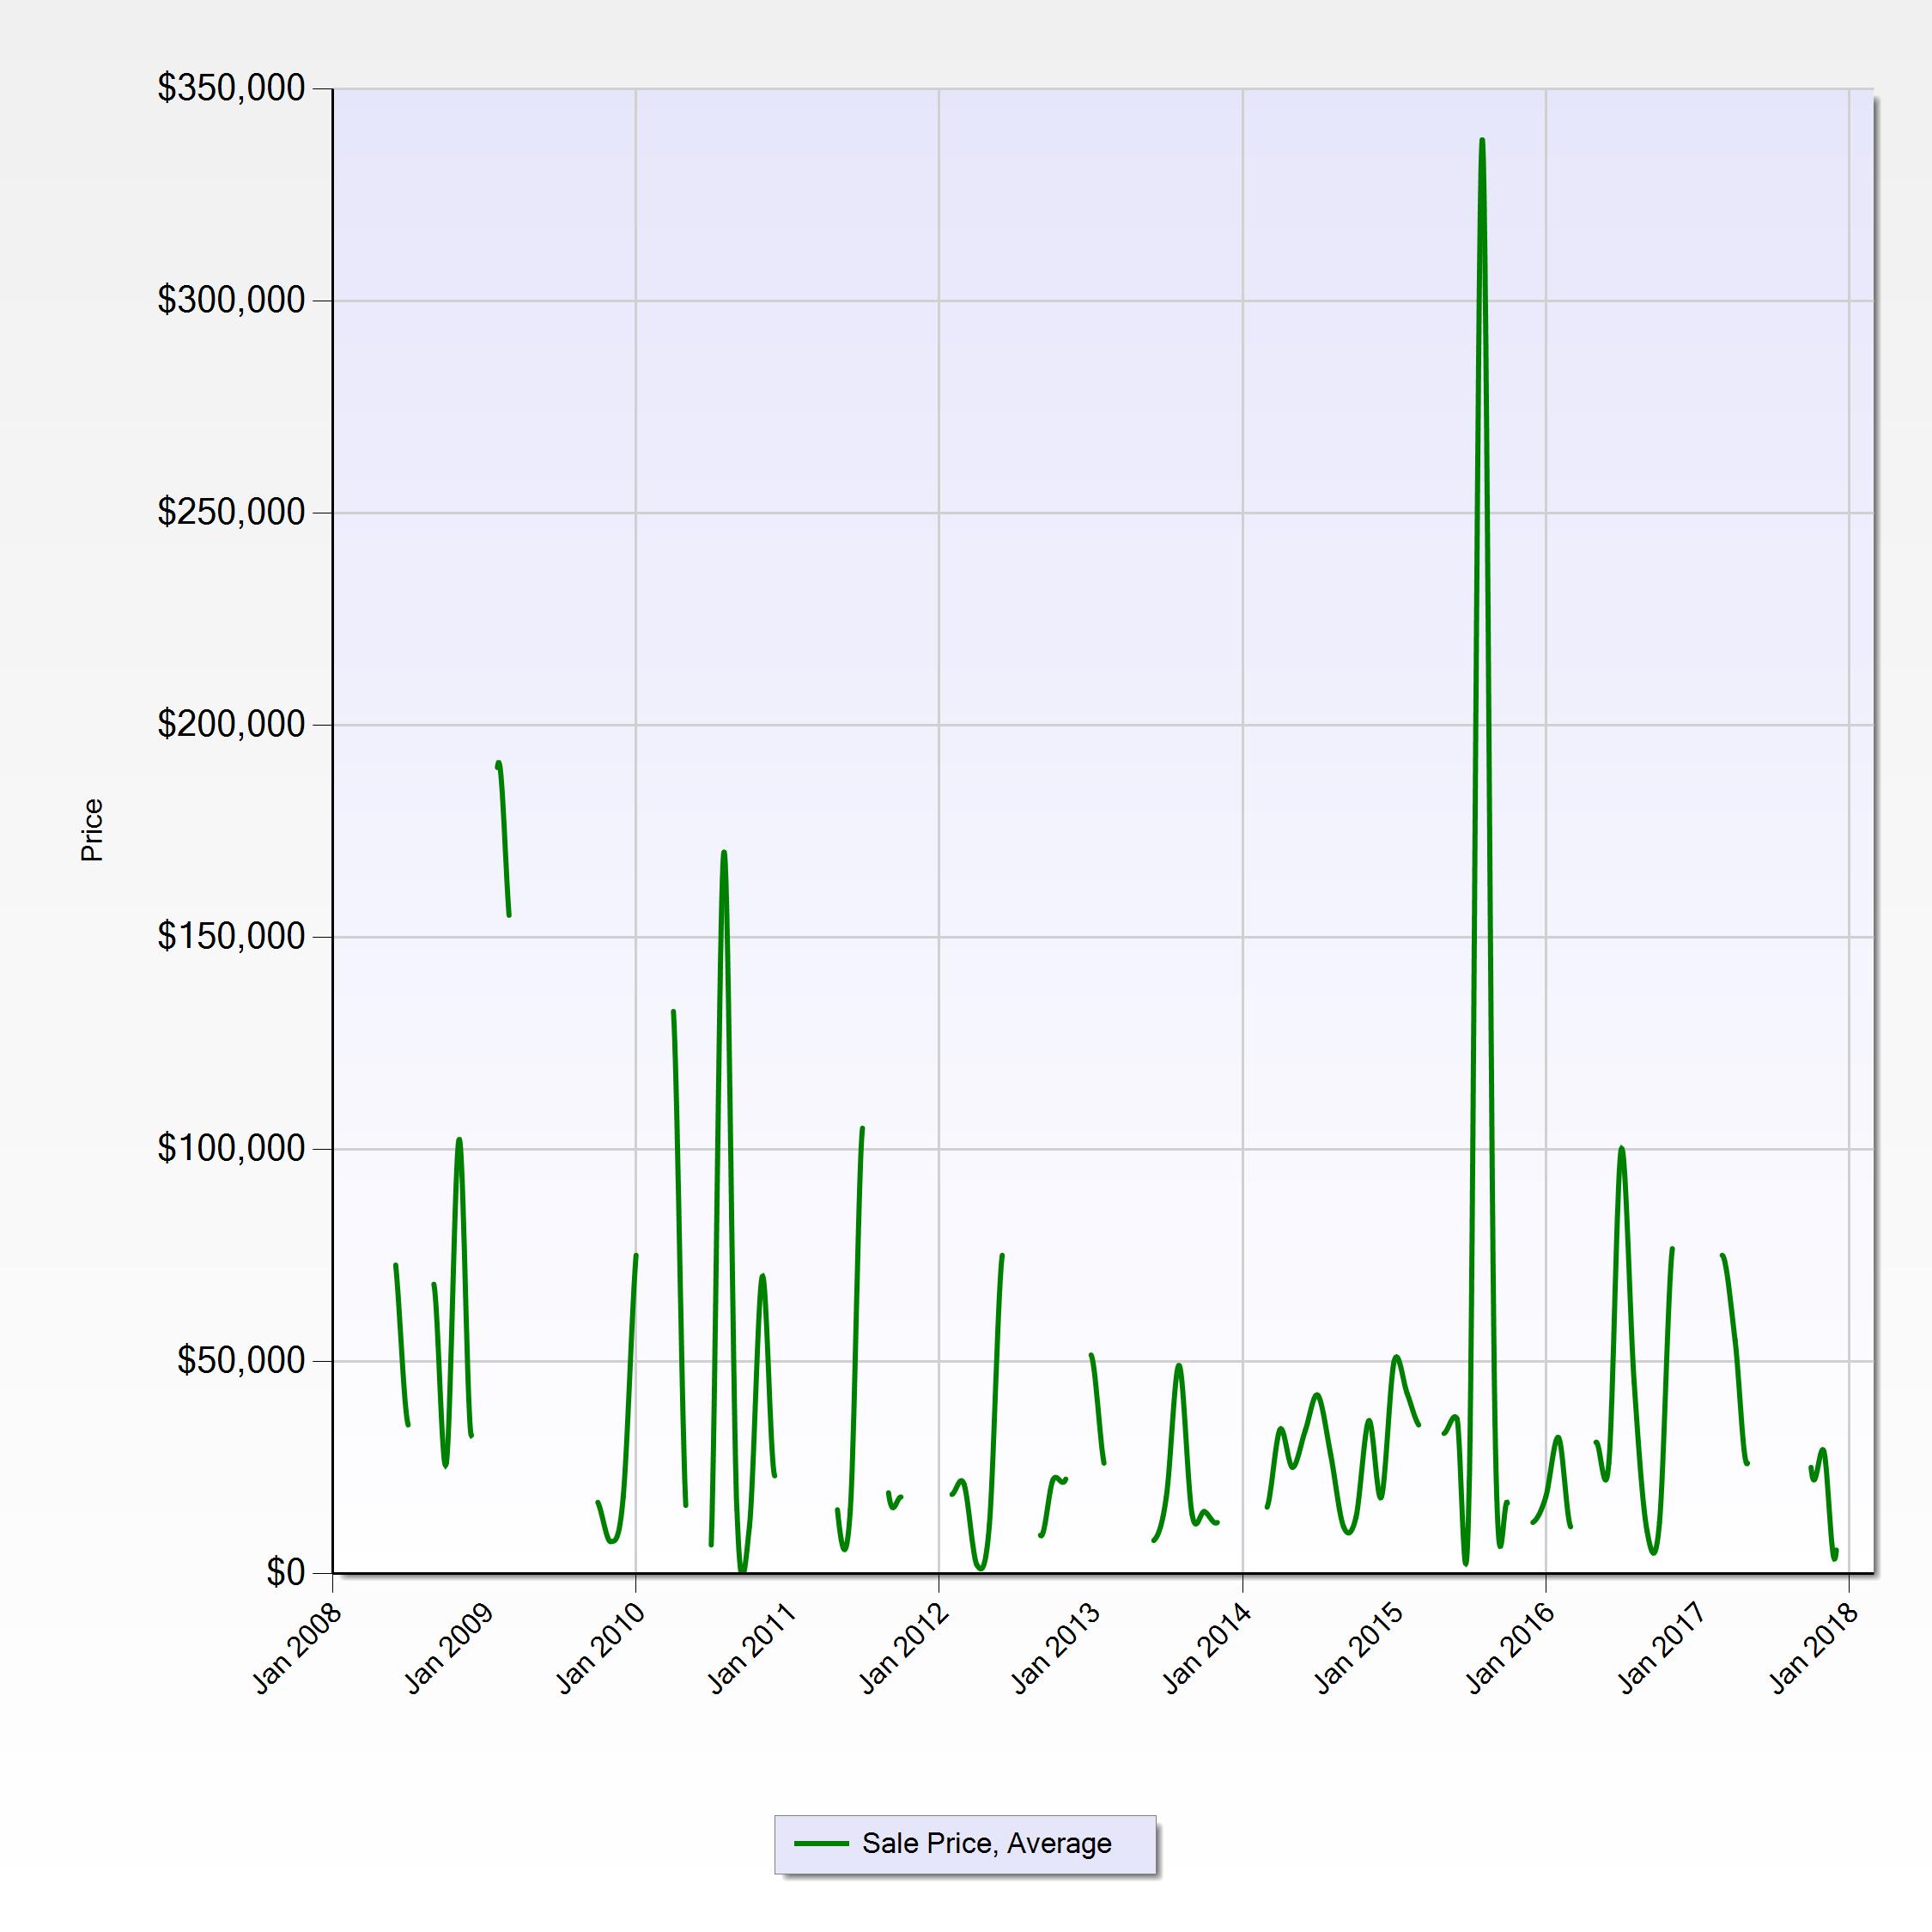 $350,000
$300,000
$250,000
$200,000
$150,000
$100,000
$50,000
$0
Price
Jan 2008
Jan 2009
Jan 2010
Jan 2011
Jan 2012
Jan 2013
Jan 2014
Jan 2015
Jan 2016
Jan 2017
Jan 2018
Sale Price, Average